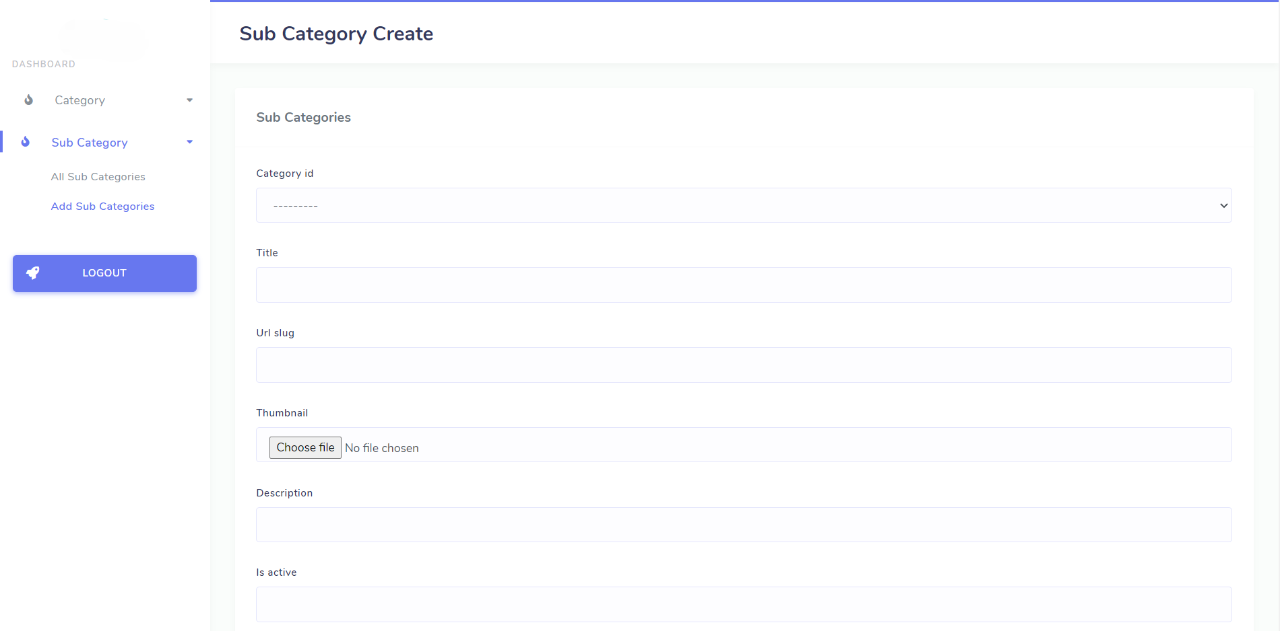 DASHBOARD
Category
Sub Category
All Sub Categories
Add Sub Categories
LOGOUT
Sub Category Create
Sub Categories
Category id
---------
Title
Url slug
Thumbnail
Choose file No file chosen
Description
Is active